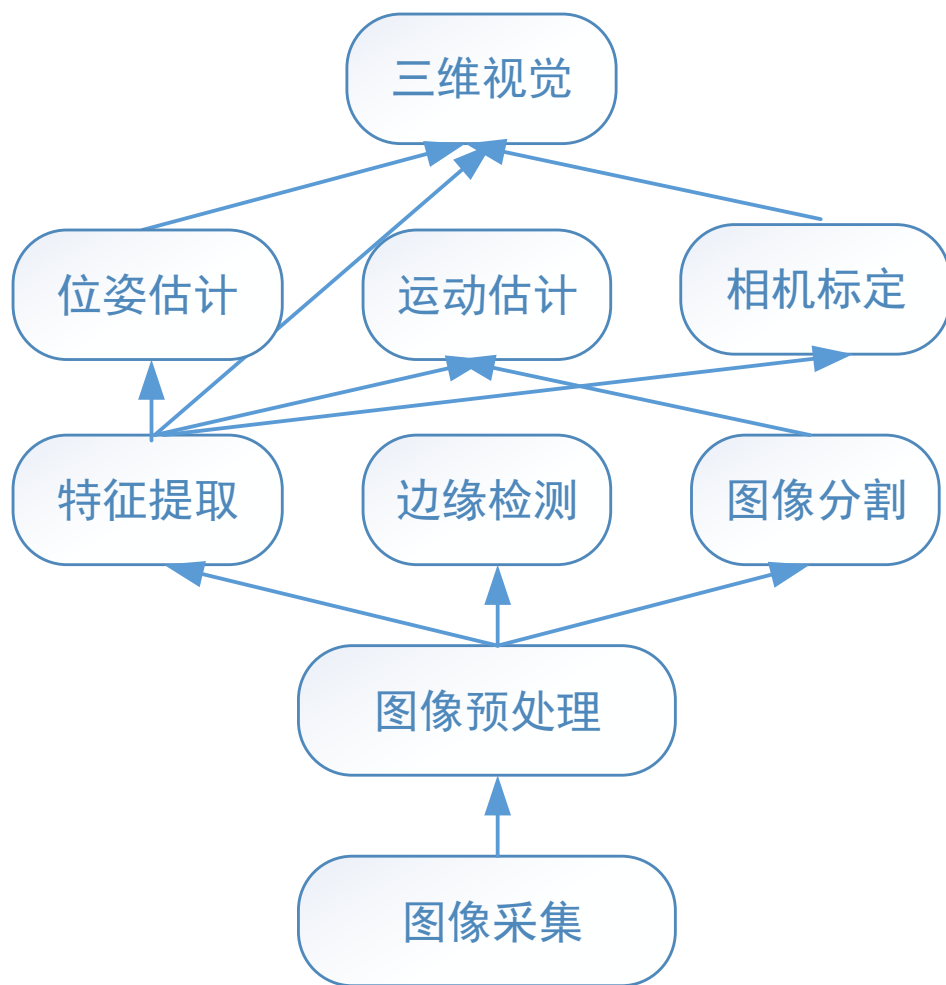 三维视觉
位姿估计
运动估计
相机标定
特征提取
边缘检测
图像分割
图像预处理
图像采集